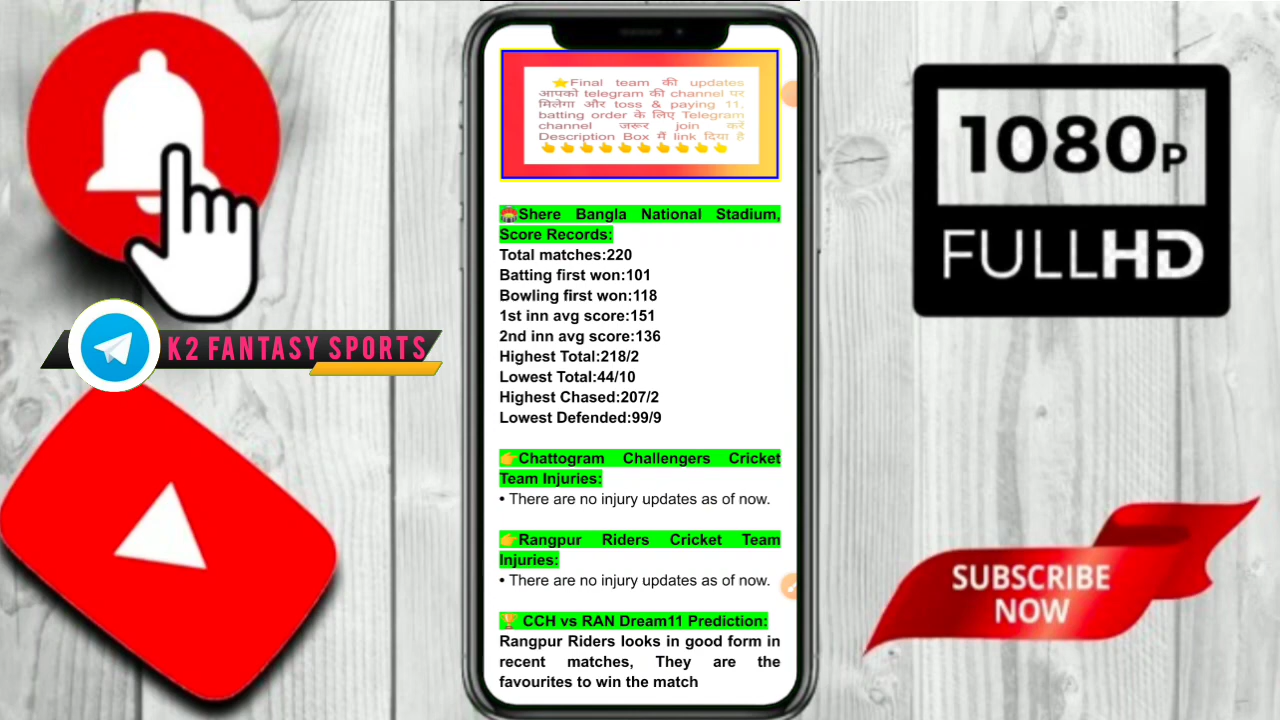 ⭐Final team की updates
आपको telegram की channel पर
मिलेगा और toss & paying 11,
batting order के लिए Telegram
channel जरूर join करें
Description Box मैं link दिया है
👆👆👆👆👆👆👆👆👆👆
🏟Shere Bangla National Stadium,
Score Records:
Total matches:220
Batting first won:101
Bowling first won:118
1st inn avg score:151
2nd inn avg score:136
Highest Total:218/2
Lowest Total:44/10
Highest Chased:207/2
Lowest Defended:99/9
👉Chattogram Challengers Cricket
Team Injuries:
• There are no injury updates as of now.
👉Rangpur Riders Cricket Team
Injuries:
• There are no injury updates as of now.
🏆 CCH vs RAN Dream11 Prediction:
Rangpur Riders looks in good form in
recent matches, They are the
favourites to win the match
K2 FANTASY SPORTS
1080P
FULLHD
SUBSCRIBE
NOW